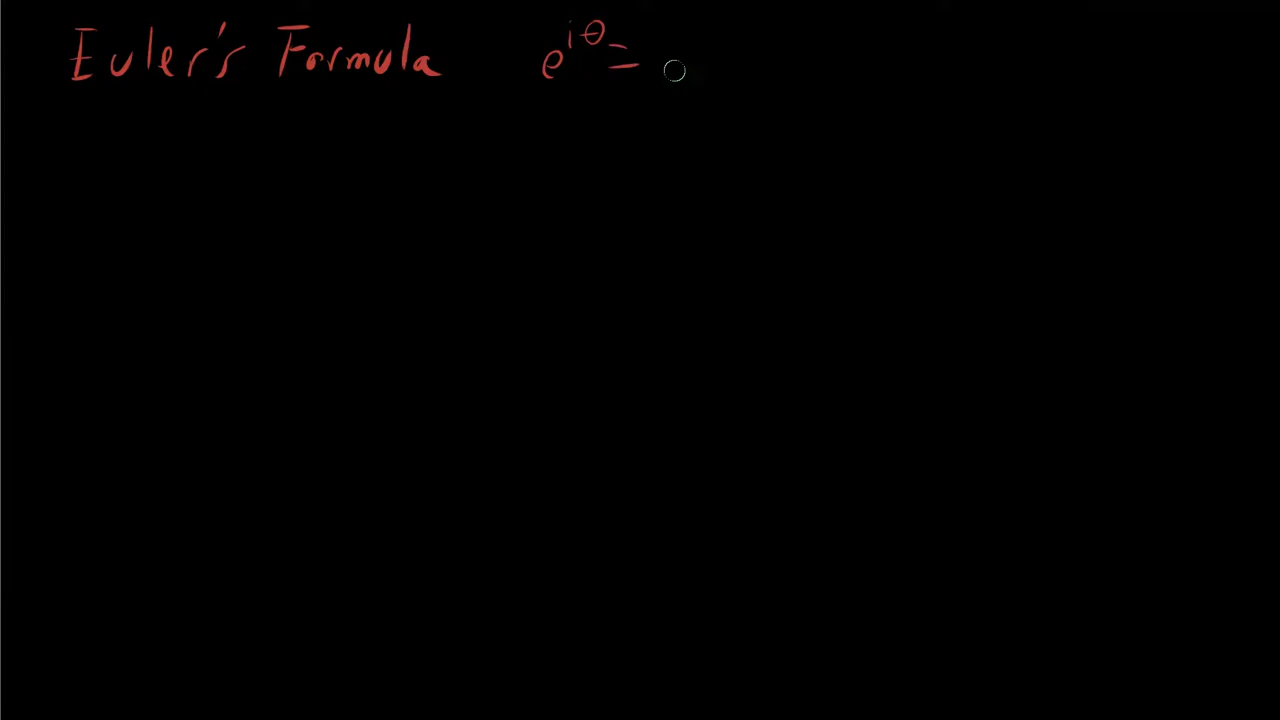 Euler's Formula e^{iθ} =